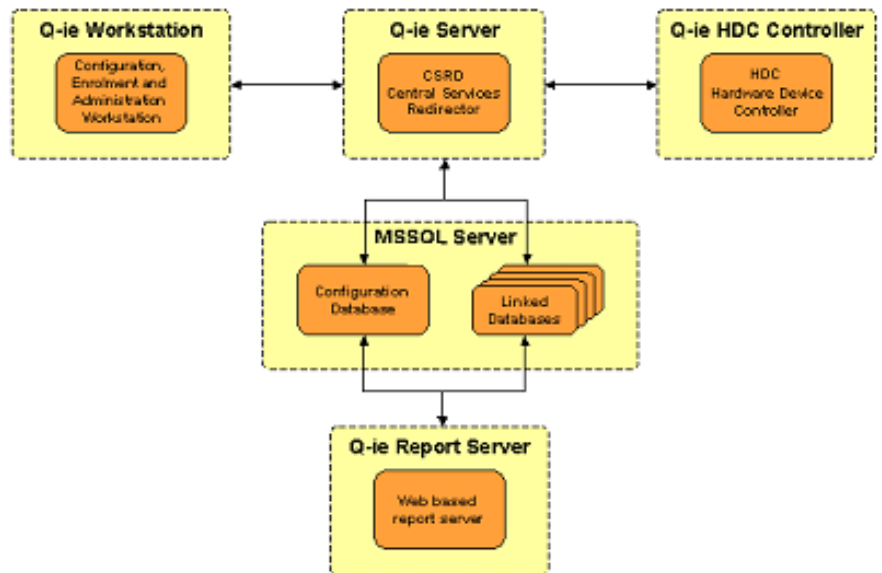 Q-ie Workstation
Configuration,
Enrolment and
Administration
Workstation
Q-ie Server
CSRD
Central Services
Redirector
Q-ie HDC Controller
HDC
Hardware Device
Controller
MSSQL Server
Configuration
Database
Linked
Databases
Q-ie Report Server
Web based
report server